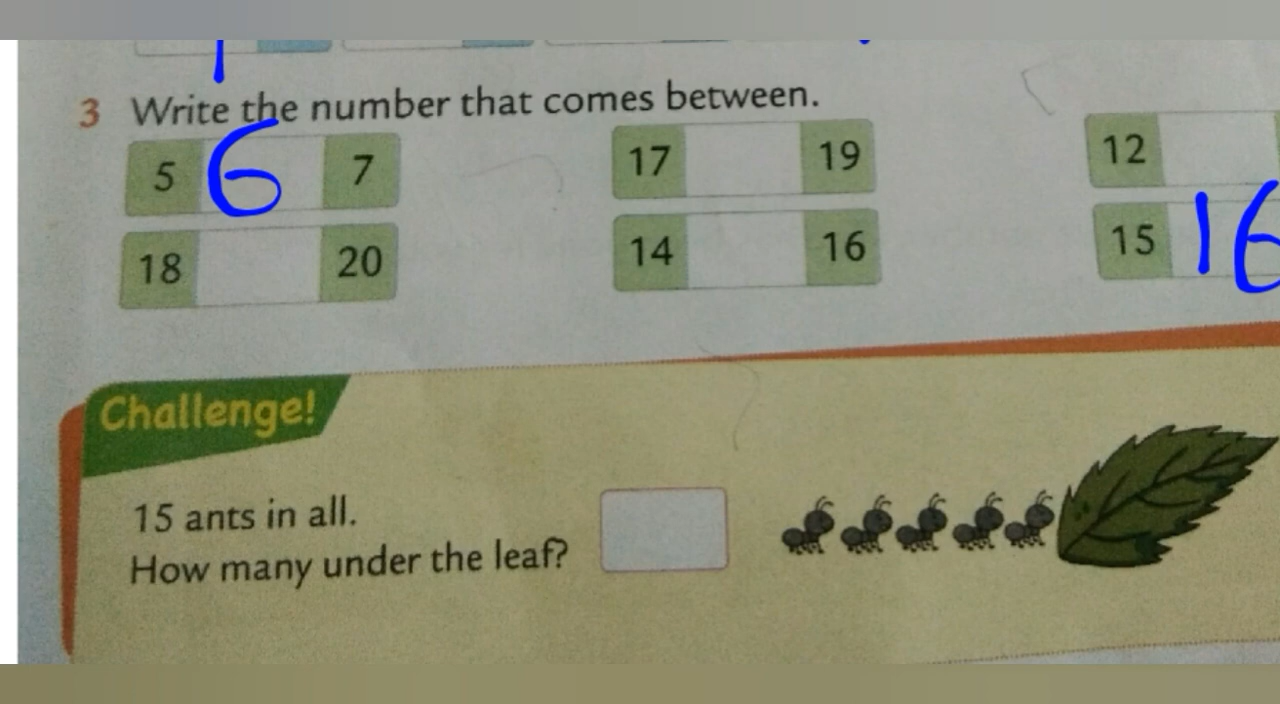 3 Write the number that comes between.
5 6 7 17 19 12
18 20 14 16 15 16
Challenge!
15 ants in all.
How many under the leaf?